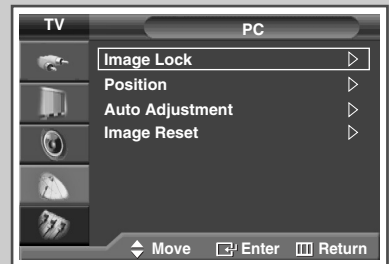 TV
PC
Image Lock
Position
Auto Adjustment
Image Reset
Move Enter Return